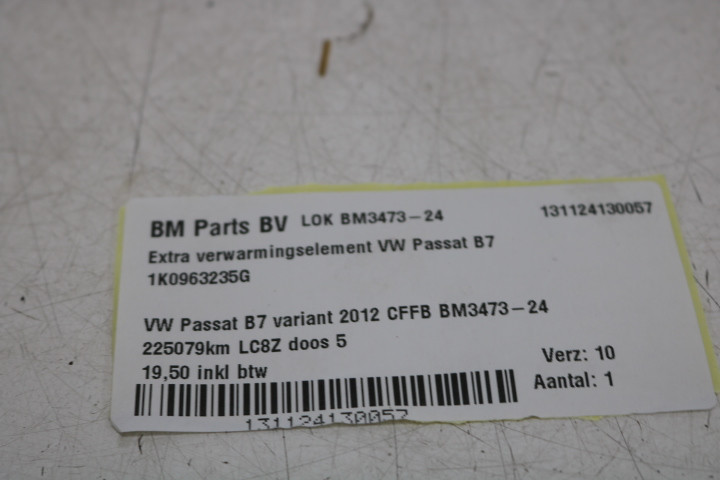 BM Parts BV LOK BM3473-24 131124130057
Extra verwarmingselement VW Passat B7
1K0963235G
VW Passat B7 variant 2012 CFFB BM3473-24
225079km LC8Z doos 5
19,50 inkl btw
Verz: 10
Aantal: 1
131124130057